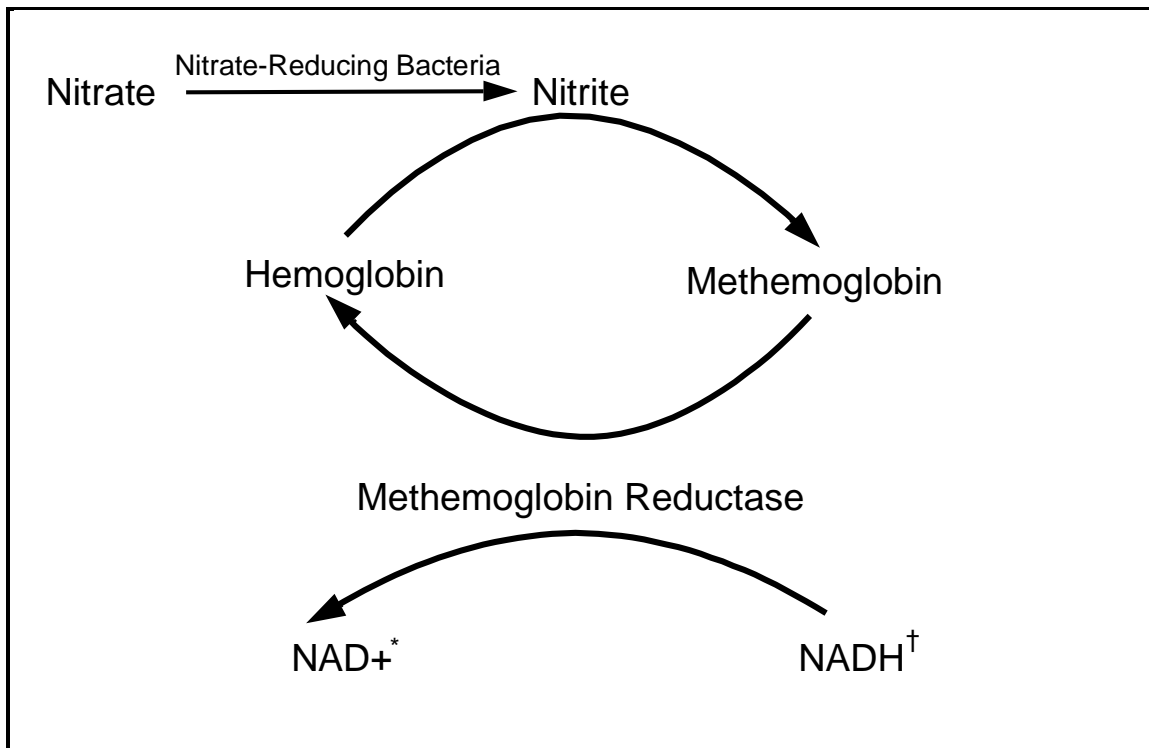 Nitrate-Reducing Bacteria
Nitrate
Nitrite
Hemoglobin
Methemoglobin
Methemoglobin Reductase
NAD+*
NADH†